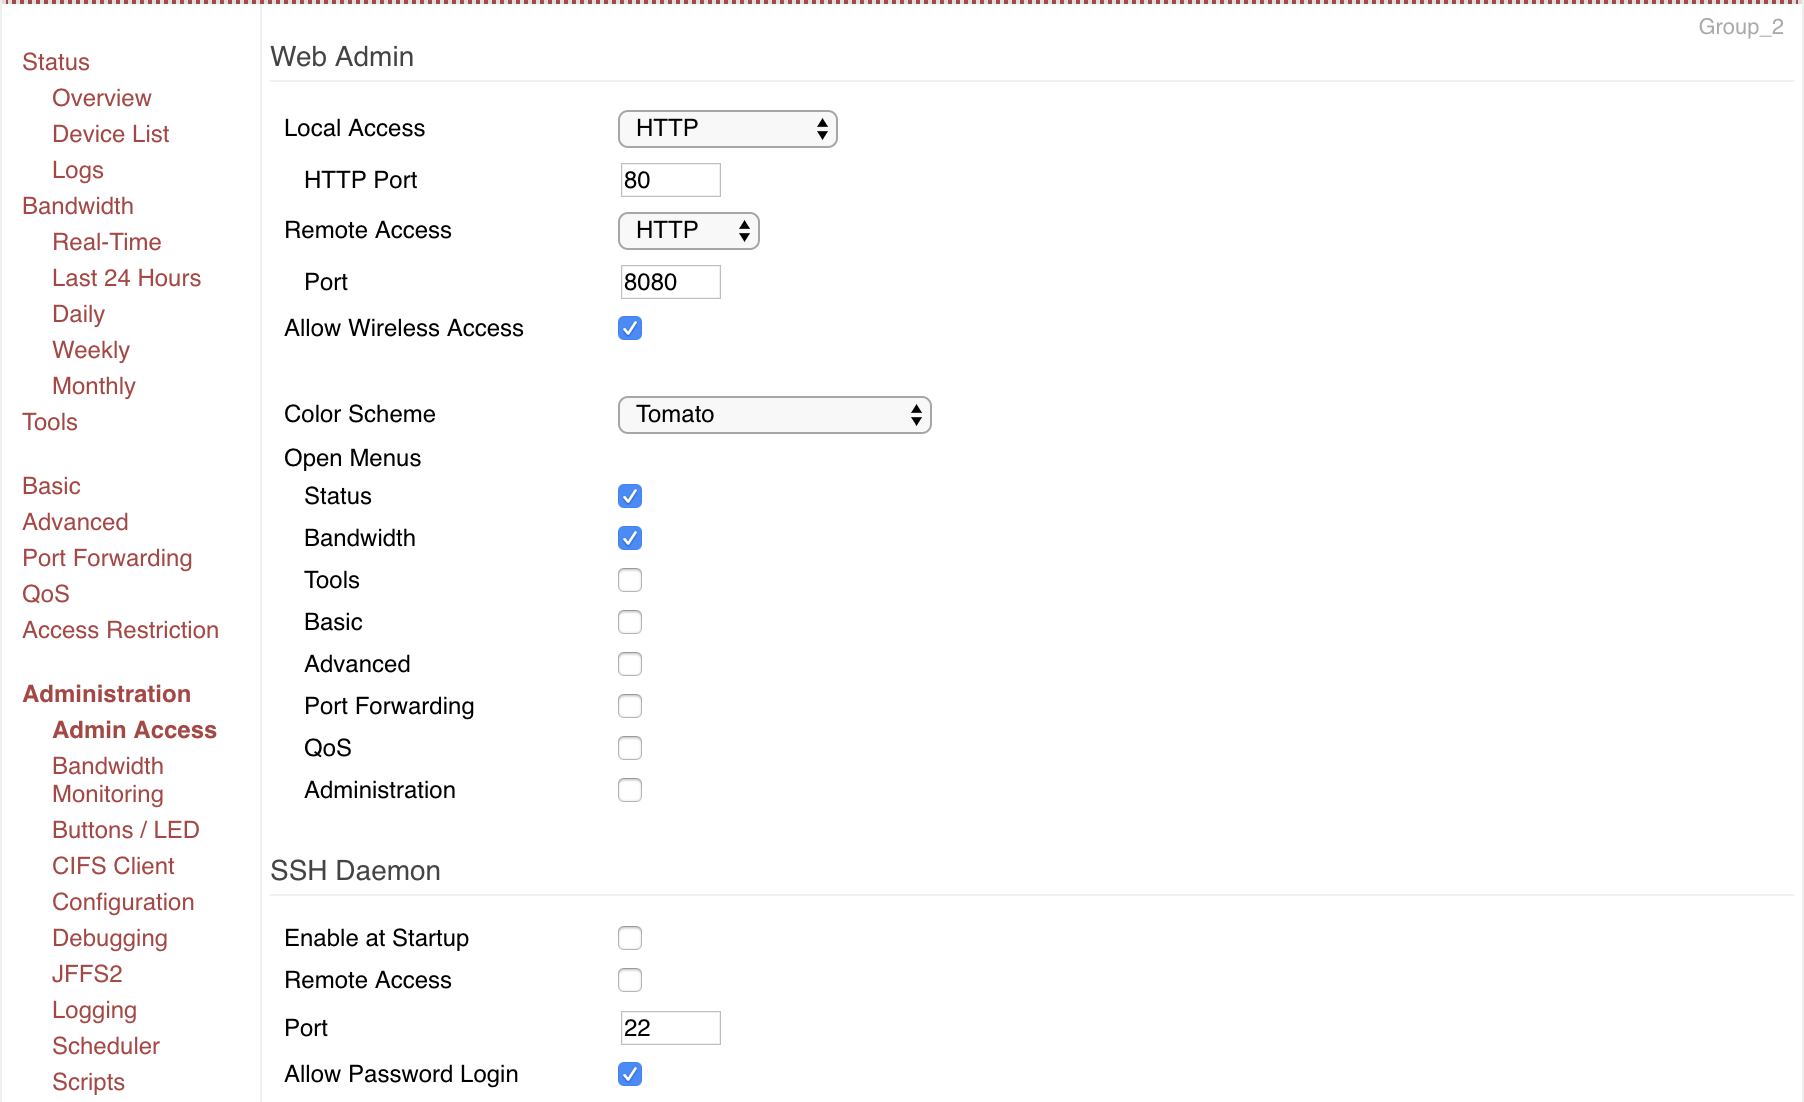 Group_2
Status
Overview
Device List
Logs
Bandwidth
Real-Time
Last 24 Hours
Daily
Weekly
Monthly
Tools
Basic
Advanced
Port Forwarding
QoS
Access Restriction
Administration
Admin Access
Bandwidth
Monitoring
Buttons / LED
CIFS Client
Configuration
Debugging
JFFS2
Logging
Scheduler
Scripts
Web Admin
Local Access HTTP
HTTP Port 80
Remote Access HTTP
Port 8080
Allow Wireless Access
Color Scheme Tomato
Open Menus
Status
Bandwidth
Tools
Basic
Advanced
Port Forwarding
QoS
Administration
SSH Daemon
Enable at Startup
Remote Access
Port 22
Allow Password Login